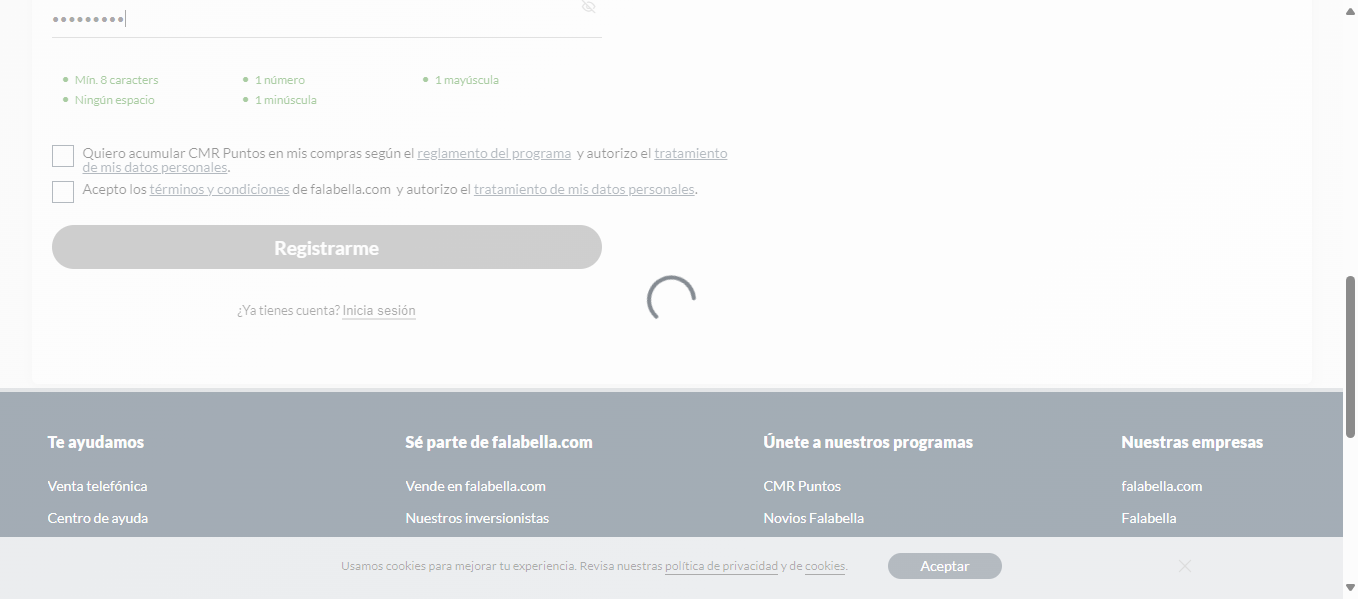 •••••••••
• Mín. 8 caracters
• 1 número
• 1 mayúscula
• Ningún espacio
• 1 minúscula
Quiero acumular CMR Puntos en mis compras según el reglamento del programa y autorizo el tratamiento
de mis datos personales.
Acepto los términos y condiciones de falabella.com y autorizo el tratamiento de mis datos personales.
Registrarme
¿Ya tienes cuenta? Inicia sesión
Te ayudamos
Venta telefónica
Centro de ayuda
Sé parte de falabella.com
Vende en falabella.com
Nuestros inversionistas
Únete a nuestros programas
CMR Puntos
Novios Falabella
Nuestras empresas
falabella.com
Falabella
Usamos cookies para mejorar tu experiencia. Revisa nuestras política de privacidad y de cookies.
Aceptar